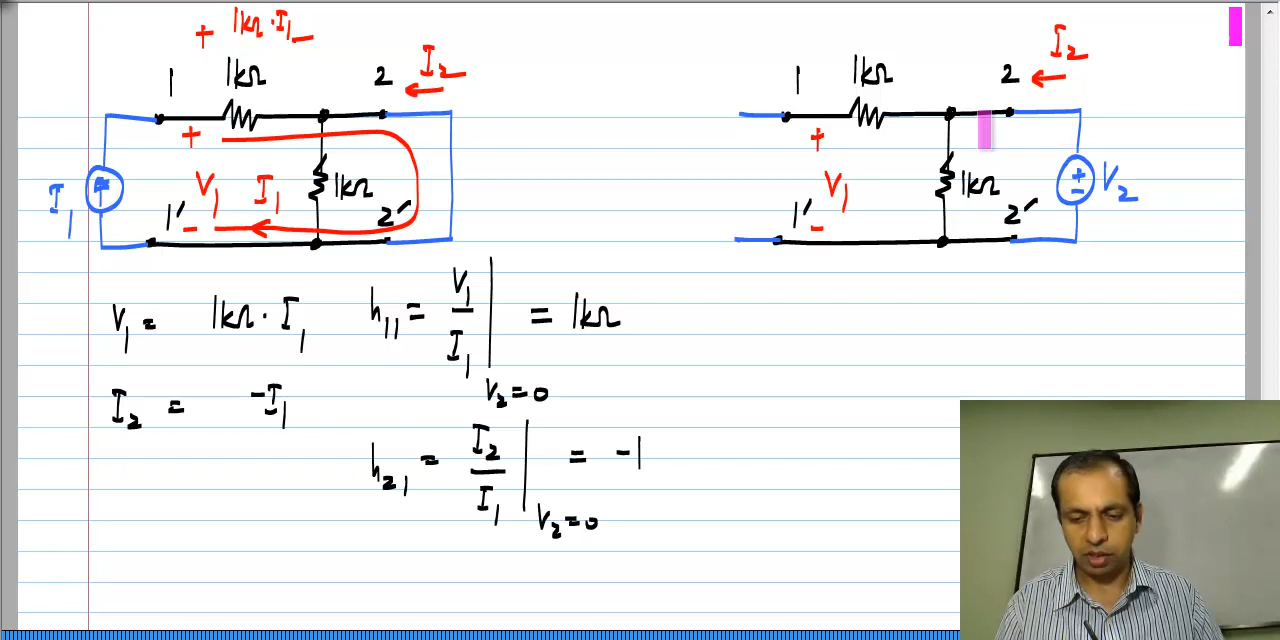 + 1kΩ·I₁ −
1 1kΩ 2 I₂
+
I₁ V₁ I₁ 1kΩ
1′ − 2′
1 1kΩ 2 I₂
+
V₁ 1kΩ + − V₂
1′ − 2′
V₁ = 1kΩ · I₁ h₁₁ = V₁ / I₁ | V₂=0 = 1kΩ
I₂ = −I₁
h₂₁ = I₂ / I₁ | V₂=0 = −1